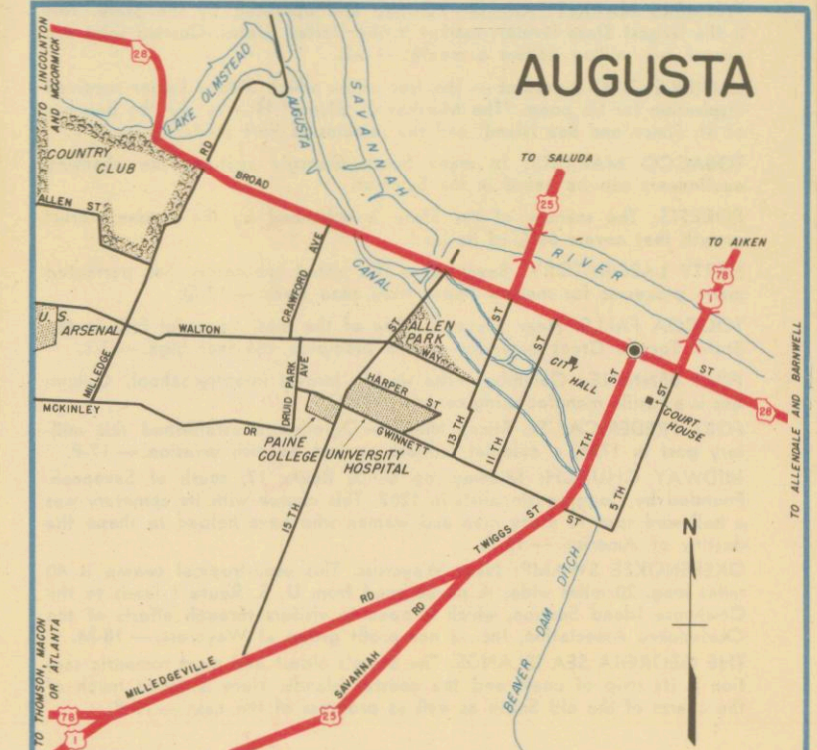 AUGUSTA
TO LINCOLNTON
AND MCCORMICK
28
LAKE OLMSTEAD
AUGUSTA
SAVANNAH
COUNTRY
CLUB
RD
BROAD
TO SALUDA
25
ALLEN ST
RIVER
TO AIKEN
78
1
CRAWFORD AVE
CANAL
U. S.
ARSENAL
WALTON
ST
ALLEN
PARK
WAY
ST
ST
CITY
HALL
ST
ST
ST
28
MILLEDGE
AVE
DRUID PARK
HARPER
ST
MCKINLEY
DR
PAINE
COLLEGE
UNIVERSITY
HOSPITAL
GWINNETT
13 TH
11 TH
7 TH
COURT
HOUSE
5 TH
TO ALLENDALE AND BARNWELL
15 TH
TWIGGS ST
ST
N
RD
RD
MILLEDGEVILLE
SAVANNAH
BEAVER DAM DITCH
TO THOMSON, MACON
OR ATLANTA
78
1
25